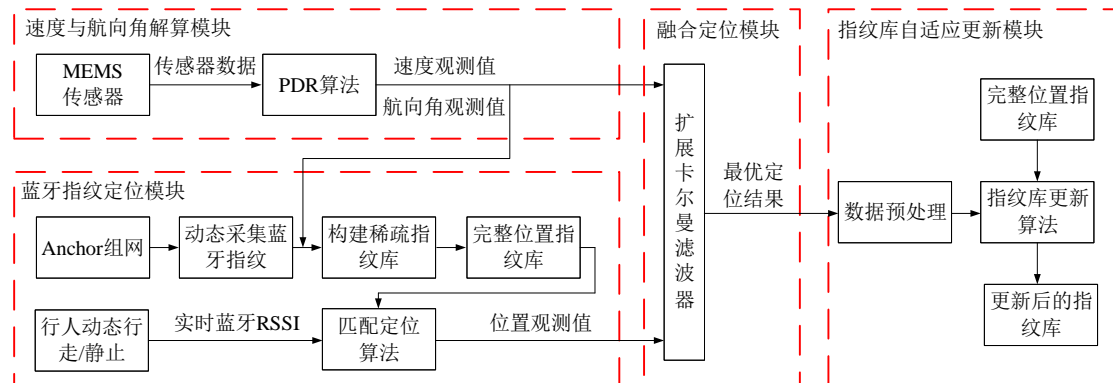 速度与航向角解算模块
MEMS
传感器
传感器数据
PDR算法
速度观测值
航向角观测值
蓝牙指纹定位模块
Anchor组网
动态采集蓝
牙指纹
构建稀疏指
纹库
完整位置指
纹库
行人动态行
走/静止
实时蓝牙RSSI
匹配定位
算法
位置观测值
融合定位模块
扩
展
卡
尔
曼
滤
波
器
最优定
位结果
指纹库自适应更新模块
完整位置指
纹库
数据预处理
指纹库更新
算法
更新后的指
纹库